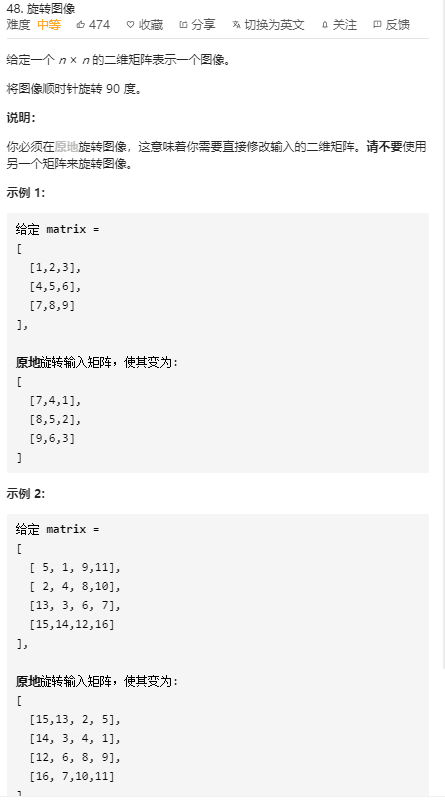 48. 旋转图像
难度 中等 474 收藏 分享 切换为英文 关注 反馈
给定一个 n × n 的二维矩阵表示一个图像。
将图像顺时针旋转 90 度。
说明：
你必须在原地旋转图像，这意味着你需要直接修改输入的二维矩阵。请不要使用
另一个矩阵来旋转图像。
示例 1:
给定 matrix =
[
[1,2,3],
[4,5,6],
[7,8,9]
],
原地旋转输入矩阵，使其变为:
[
[7,4,1],
[8,5,2],
[9,6,3]
]
示例 2:
给定 matrix =
[
[ 5, 1, 9,11],
[ 2, 4, 8,10],
[13, 3, 6, 7],
[15,14,12,16]
],
原地旋转输入矩阵，使其变为:
[
[15,13, 2, 5],
[14, 3, 4, 1],
[12, 6, 8, 9],
[16, 7,10,11]
]